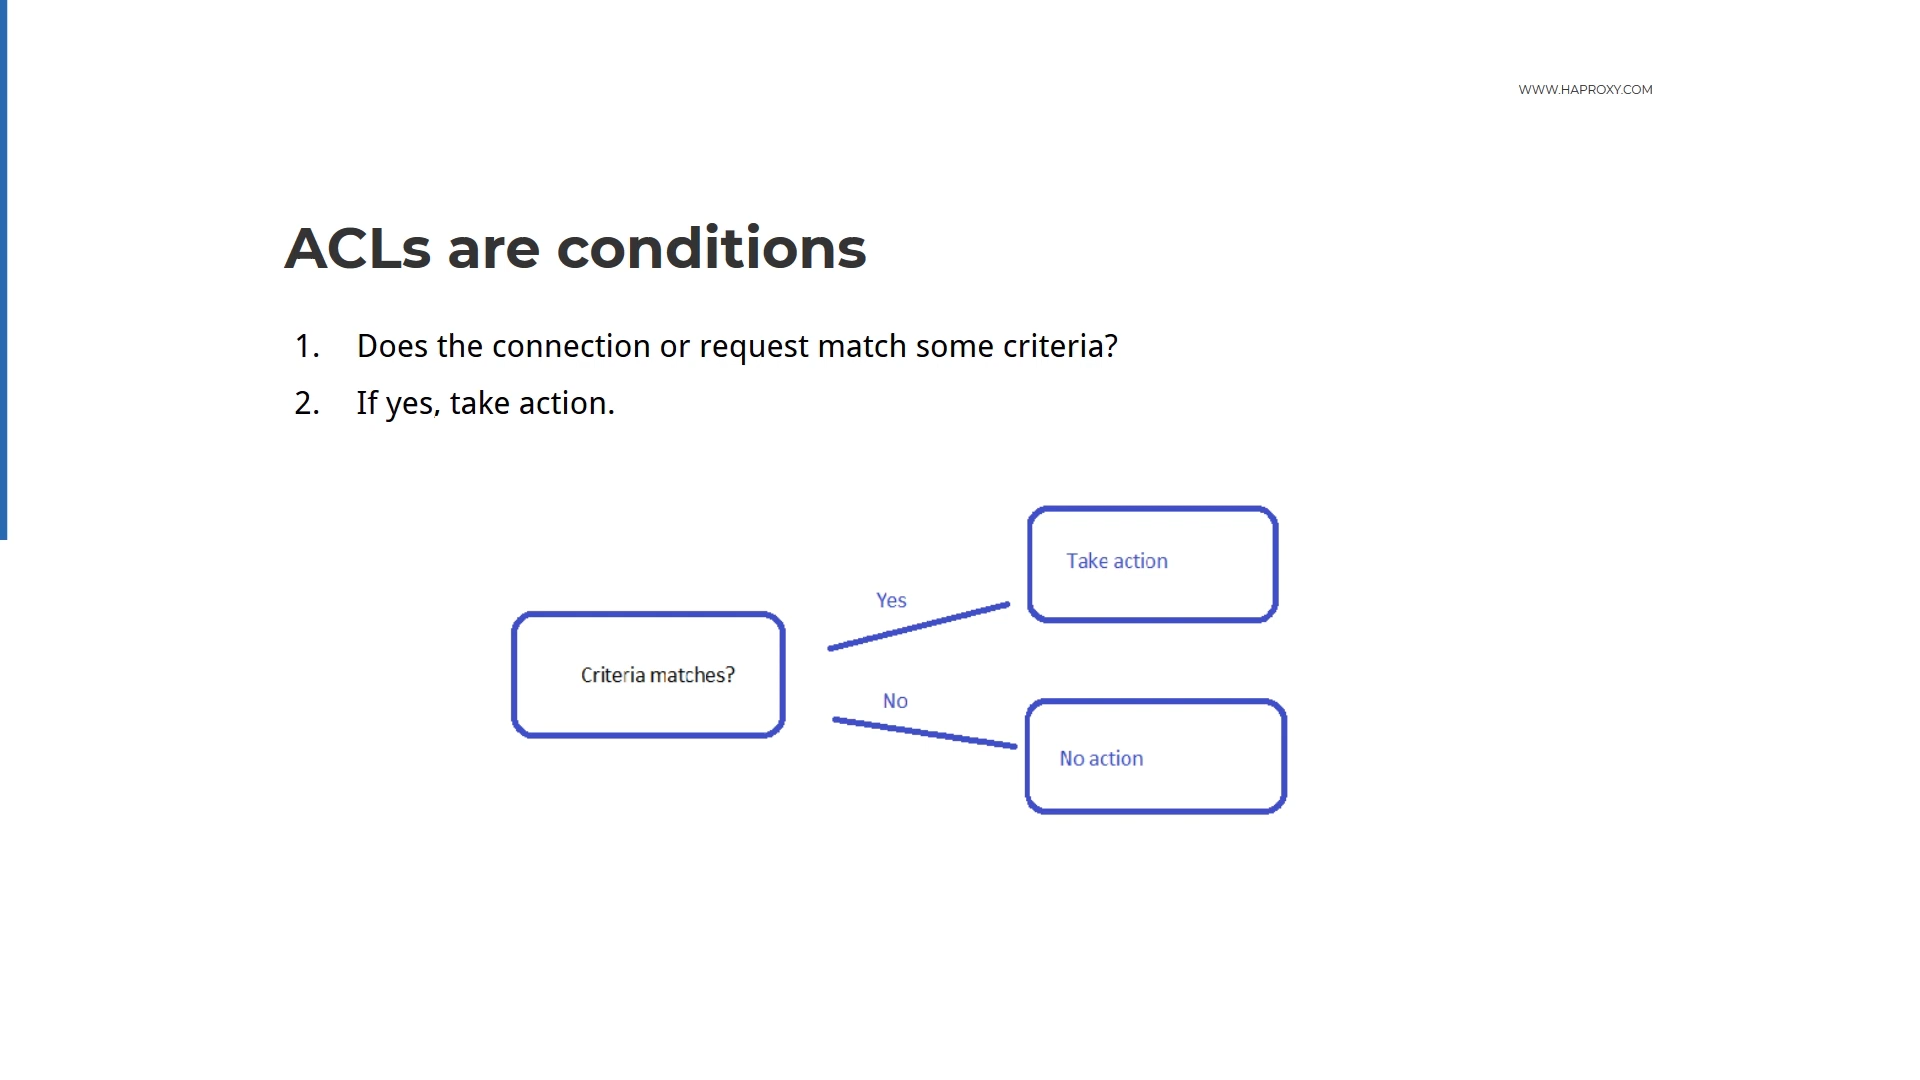 WWW.HAPROXY.COM
ACLs are conditions
1. Does the connection or request match some criteria?
2. If yes, take action.
Take action
Yes
Criteria matches?
No
No action